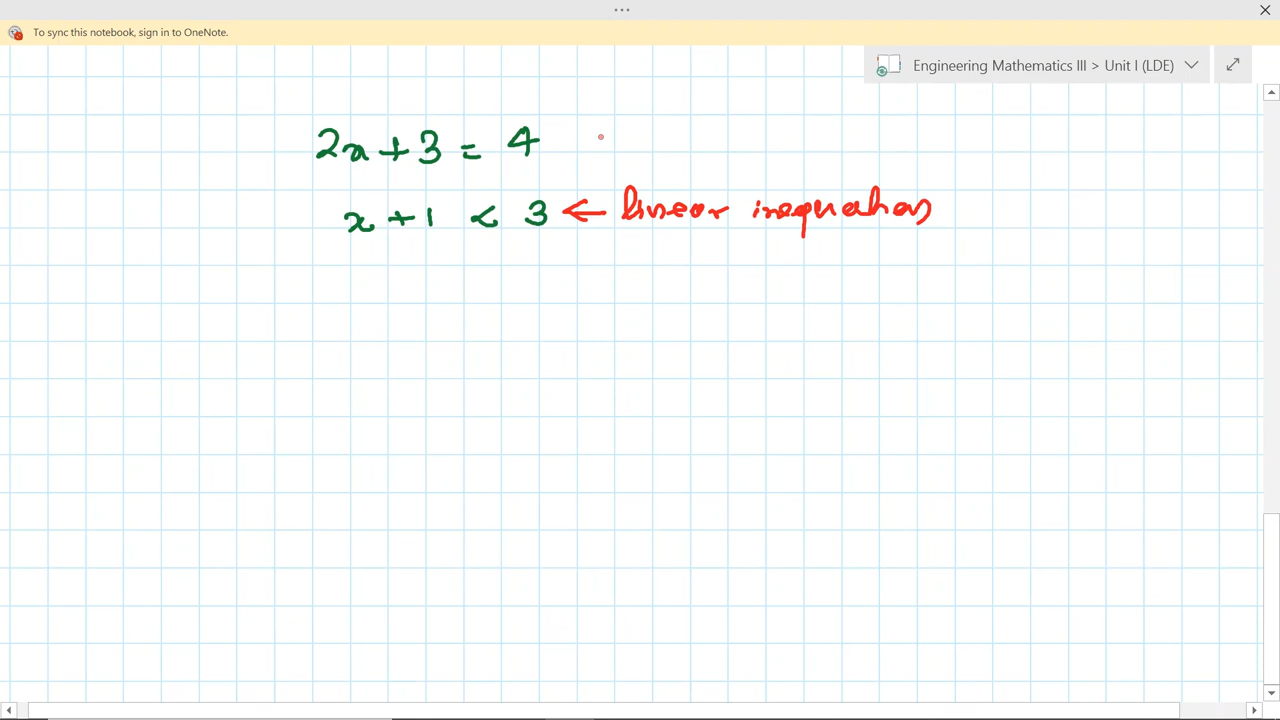 To sync this notebook, sign in to OneNote.
Engineering Mathematics III > Unit I (LDE)
2x + 3 = 4
x + 1 < 3 ← linear inequation